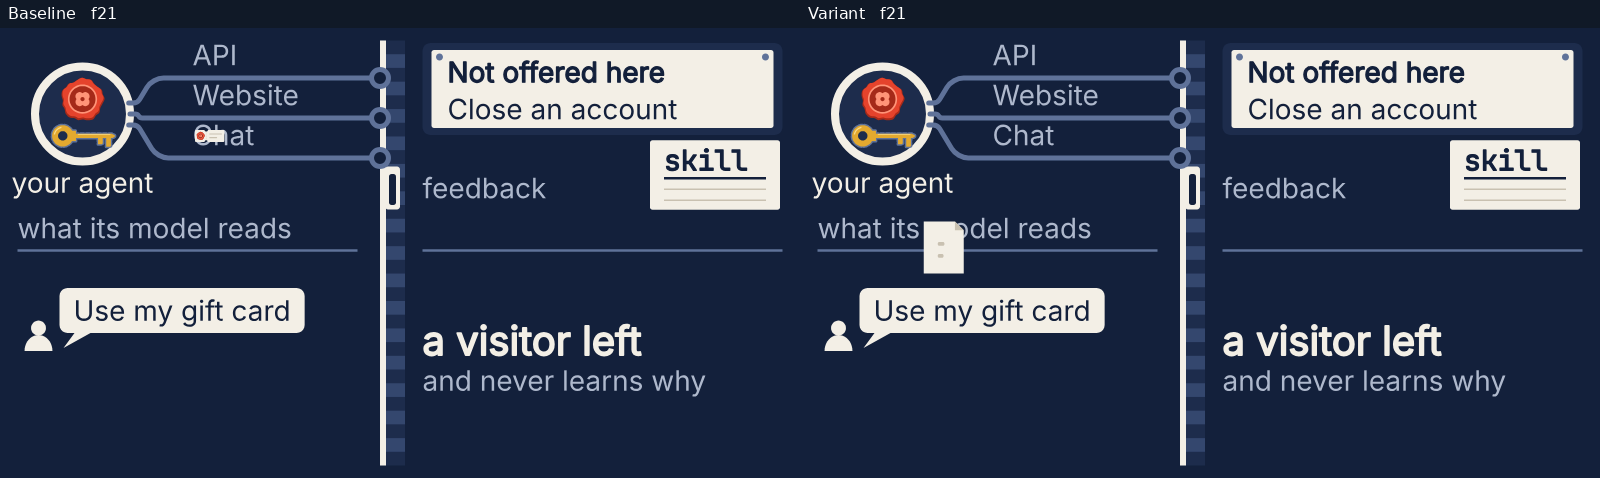 Baseline f21
API
Website
Chat
your agent
what its model reads
Use my gift card
Not offered here
Close an account
skill
feedback
a visitor left
and never learns why
Variant f21
API
Website
Chat
your agent
what its odel reads
Use my gift card
Not offered here
Close an account
skill
feedback
a visitor left
and never learns why